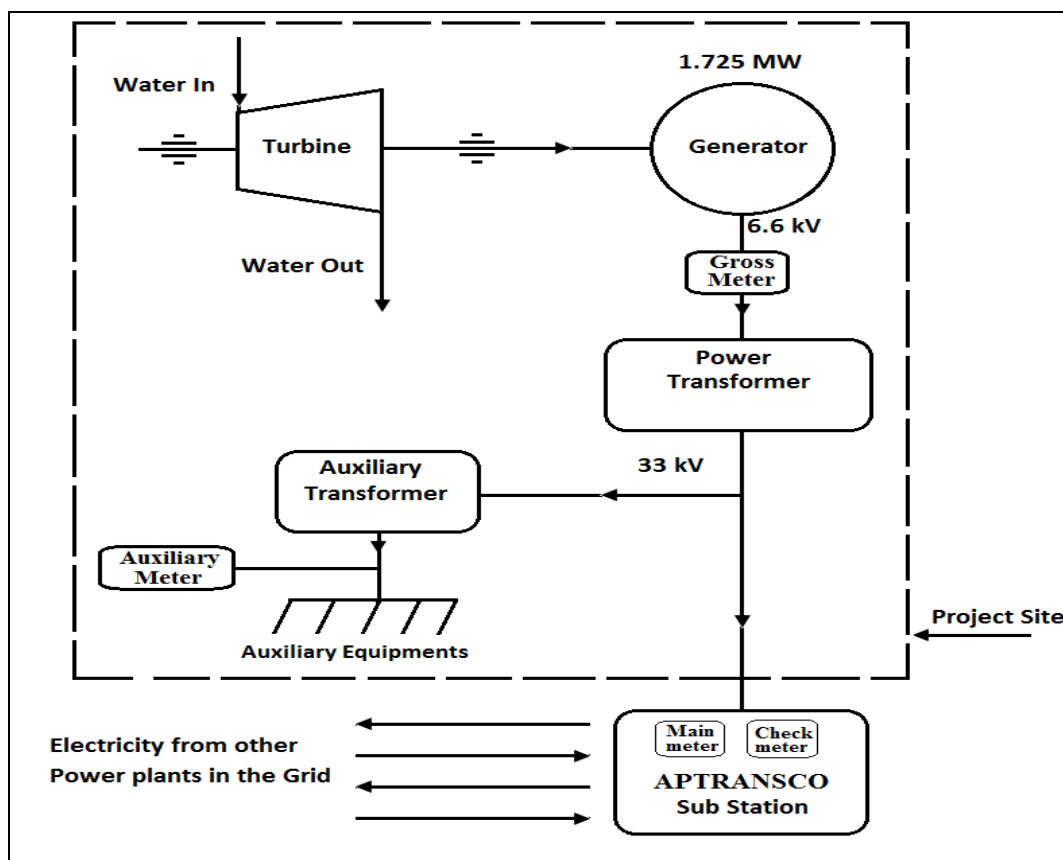 1.725 MW
Water In
Turbine
Generator
6.6 kV
Water Out
Gross
Meter
Power
Transformer
33 kV
Auxiliary
Transformer
Auxiliary
Meter
Auxiliary Equipments
Project Site
Main
meter
Check
meter
Electricity from other
Power plants in the Grid
APTRANSCO
Sub Station